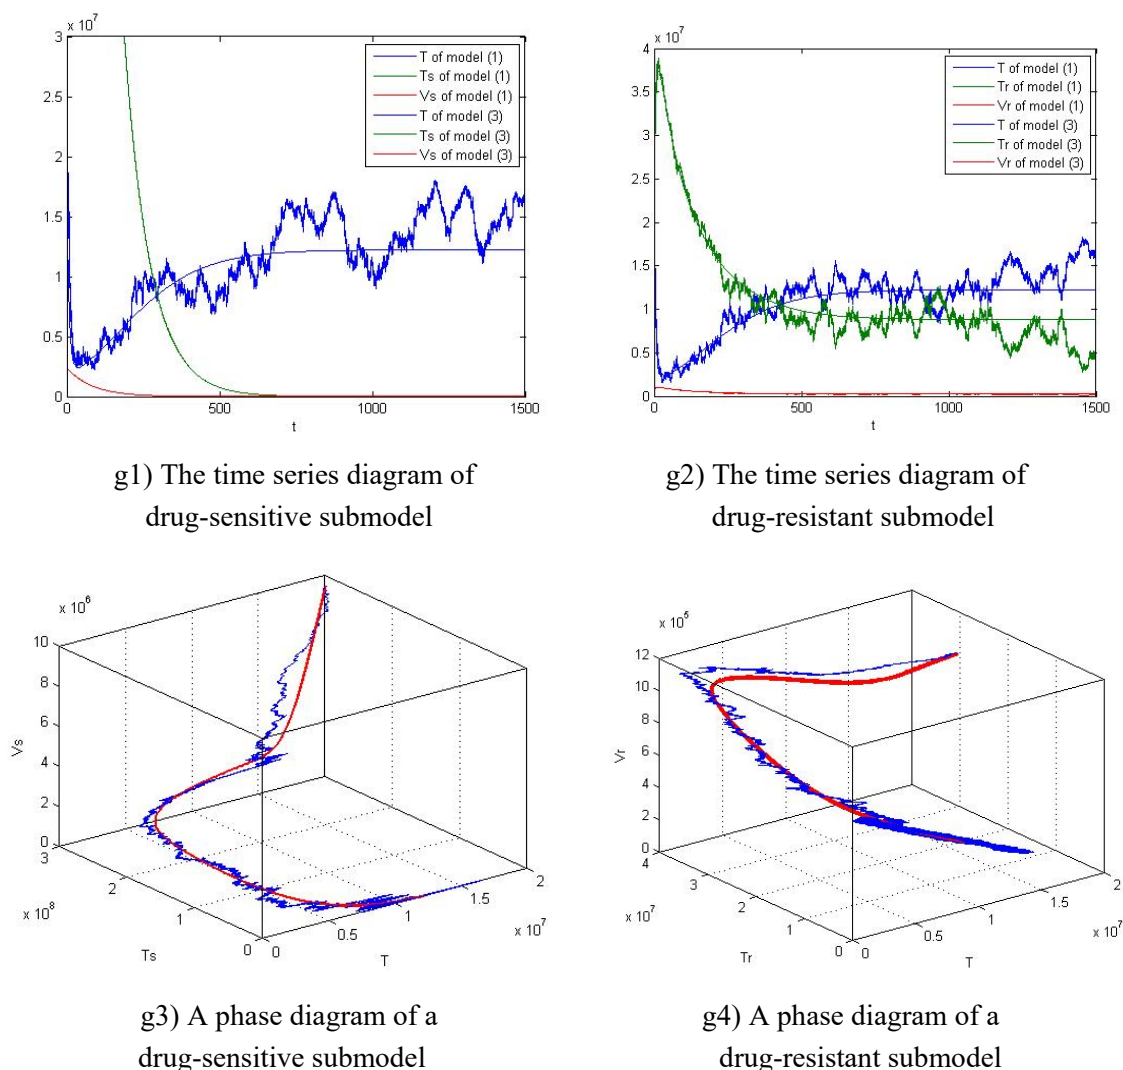 x 10^7
3
2.5
2
1.5
1
0.5
0
0
500
1000
1500
t
T of model (1)
Ts of model (1)
Vs of model (1)
T of model (3)
Ts of model (3)
Vs of model (3)
x 10^7
4
3.5
3
2.5
2
1.5
1
0.5
0
0
500
1000
1500
t
T of model (1)
Tr of model (1)
Vr of model (1)
T of model (3)
Tr of model (3)
Vr of model (3)
g1) The time series diagram of
drug-sensitive submodel
g2) The time series diagram of
drug-resistant submodel
x 10^6
10
8
6
4
2
0
Vs
3
2
1
0
x 10^8
Ts
0
0.5
1
1.5
2
x 10^7
T
x 10^5
12
10
8
6
4
2
0
Vr
4
3
2
1
0
x 10^7
Tr
0
0.5
1
1.5
2
x 10^7
T
g3) A phase diagram of a
drug-sensitive submodel
g4) A phase diagram of a
drug-resistant submodel